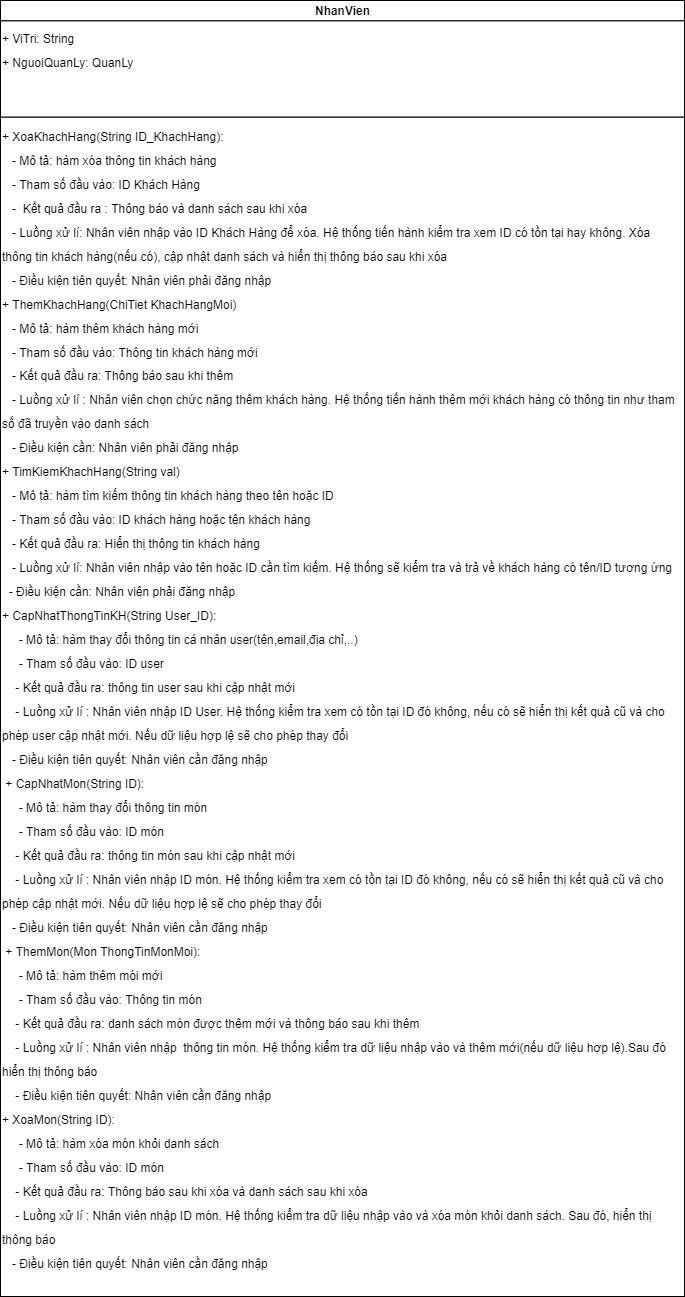 NhanVien
+ ViTri: String
+ NguoiQuanLy: QuanLy
+ XoaKhachHang(String ID_KhachHang):
- Mô tả: hàm xóa thông tin khách hàng
- Tham số đầu vào: ID Khách Hàng
- Kết quả đầu ra : Thông báo và danh sách sau khi xóa
- Luồng xử lí: Nhân viên nhập vào ID Khách Hàng để xóa. Hệ thống tiến hành kiểm tra xem ID có tồn tại hay không. Xóa
thông tin khách hàng(nếu có), cập nhật danh sách và hiển thị thông báo sau khi xóa
- Điều kiện tiên quyết: Nhân viên phải đăng nhập
+ ThemKhachHang(ChiTiet KhachHangMoi)
- Mô tả: hàm thêm khách hàng mới
- Tham số đầu vào: Thông tin khách hàng mới
- Kết quả đầu ra: Thông báo sau khi thêm
- Luồng xử lí : Nhân viên chọn chức năng thêm khách hàng. Hệ thống tiến hành thêm mới khách hàng có thông tin như tham
số đã truyền vào danh sách
- Điều kiện cần: Nhân viên phải đăng nhập
+ TimKiemKhachHang(String val)
- Mô tả: hàm tìm kiếm thông tin khách hàng theo tên hoặc ID
- Tham số đầu vào: ID khách hàng hoặc tên khách hàng
- Kết quả đầu ra: Hiển thị thông tin khách hàng
- Luồng xử lí: Nhân viên nhập vào tên hoặc ID cần tìm kiếm. Hệ thống sẽ kiểm tra và trả về khách hàng có tên/ID tương ứng
- Điều kiện cần: Nhân viên phải đăng nhập
+ CapNhatThongTinKH(String User_ID):
- Mô tả: hàm thay đổi thông tin cá nhân user(tên,email,địa chỉ,..)
- Tham số đầu vào: ID user
- Kết quả đầu ra: thông tin user sau khi cập nhật mới
- Luồng xử lí : Nhân viên nhập ID User. Hệ thống kiểm tra xem có tồn tại ID đó không, nếu có sẽ hiển thị kết quả cũ và cho
phép user cập nhật mới. Nếu dữ liệu hợp lệ sẽ cho phép thay đổi
- Điều kiện tiên quyết: Nhân viên cần đăng nhập
+ CapNhatMon(String ID):
- Mô tả: hàm thay đổi thông tin món
- Tham số đầu vào: ID món
- Kết quả đầu ra: thông tin món sau khi cập nhật mới
- Luồng xử lí : Nhân viên nhập ID món. Hệ thống kiểm tra xem có tồn tại ID đó không, nếu có sẽ hiển thị kết quả cũ và cho
phép cập nhật mới. Nếu dữ liệu hợp lệ sẽ cho phép thay đổi
- Điều kiện tiên quyết: Nhân viên cần đăng nhập
+ ThemMon(Mon ThongTinMonMoi):
- Mô tả: hàm thêm mói mới
- Tham số đầu vào: Thông tin món
- Kết quả đầu ra: danh sách món được thêm mới và thông báo sau khi thêm
- Luồng xử lí : Nhân viên nhập  thông tin món. Hệ thống kiểm tra dữ liệu nhập vào và thêm mới(nếu dữ liệu hợp lệ).Sau đó
hiển thị thông báo
- Điều kiện tiên quyết: Nhân viên cần đăng nhập
+ XoaMon(String ID):
- Mô tả: hàm xóa món khỏi danh sách
- Tham số đầu vào: ID món
- Kết quả đầu ra: Thông báo sau khi xóa và danh sách sau khi xóa
- Luồng xử lí : Nhân viên nhập ID món. Hệ thống kiểm tra dữ liệu nhập vào và xóa món khỏi danh sách. Sau đó, hiển thị
thông báo
- Điều kiện tiên quyết: Nhân viên cần đăng nhập